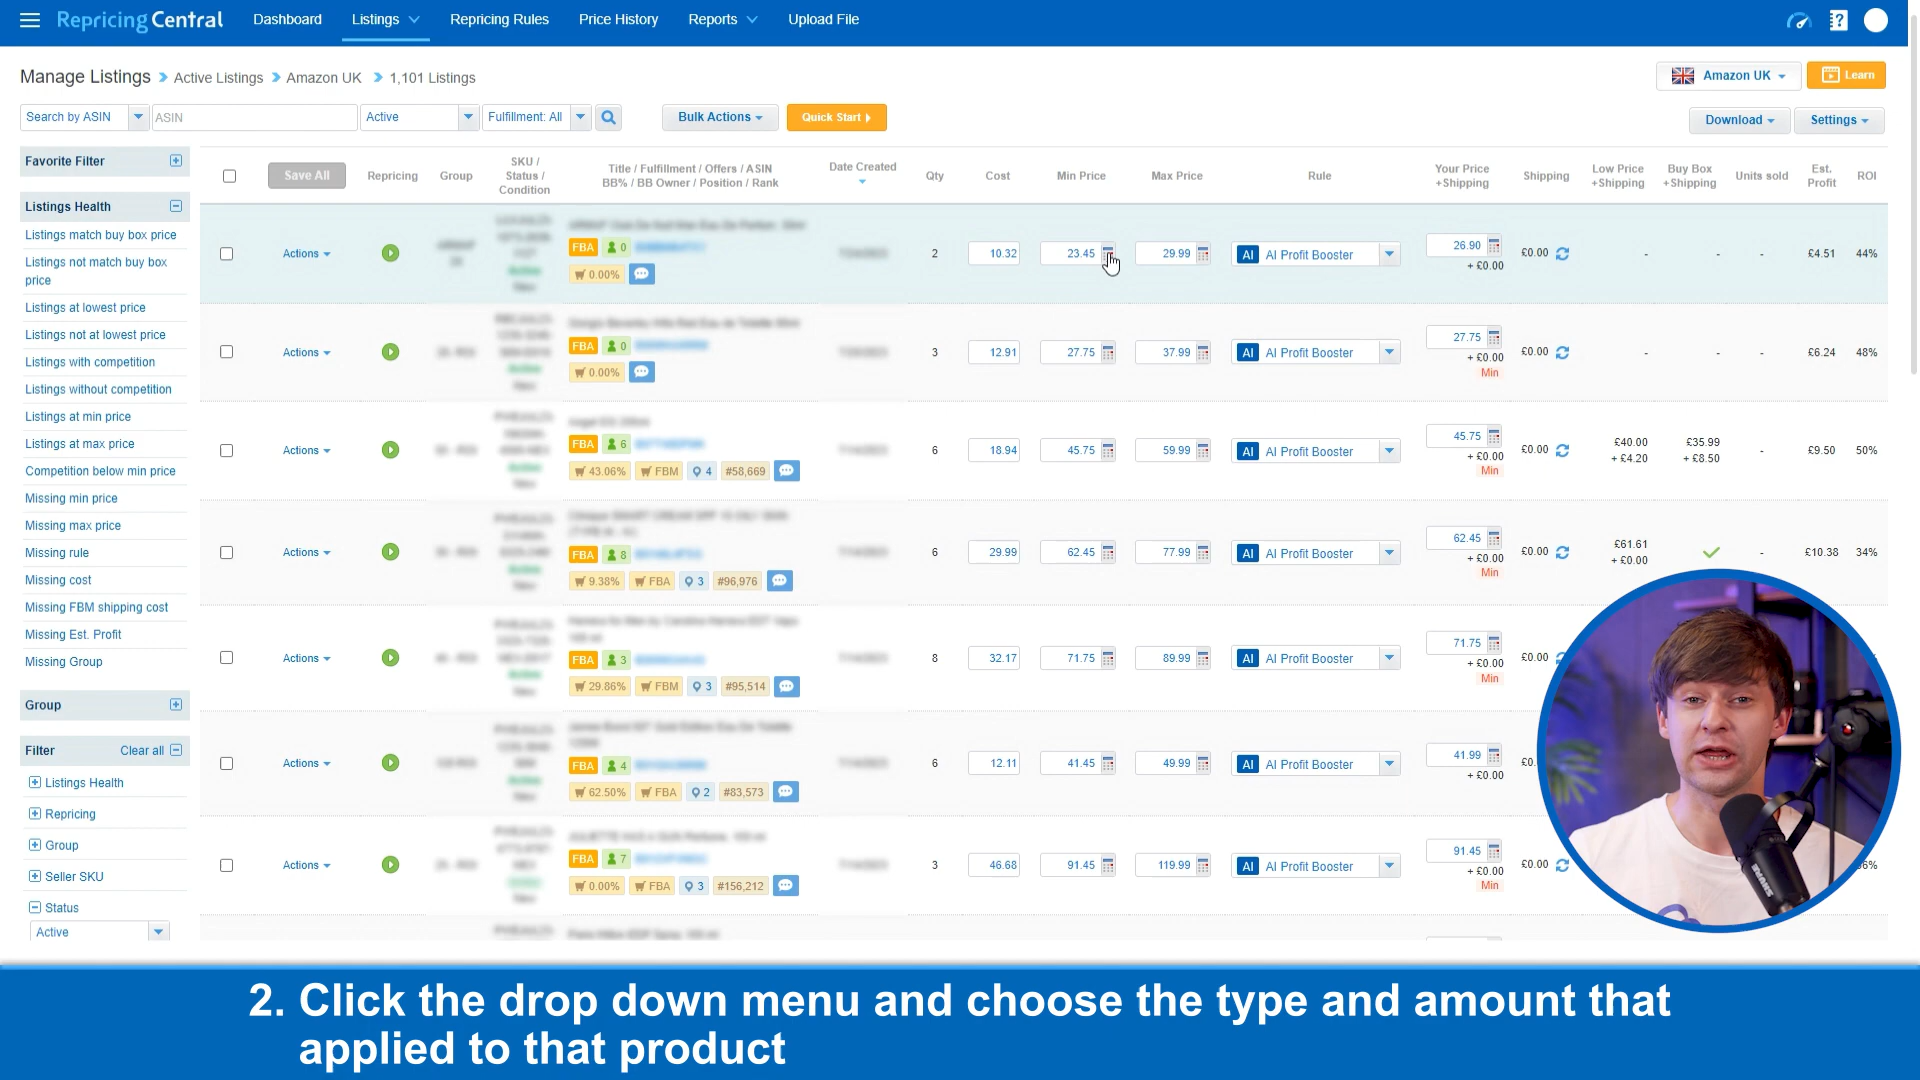 Repricing Central Dashboard Listings Repricing Rules Price History Reports Upload File
Manage Listings Active Listings Amazon UK 1,101 Listings
Amazon UK Learn
Search by ASIN ASIN Active Fulfillment: All Bulk Actions Quick Start
Download Settings
Favorite Filter
Listings Health
Listings match buy box price
Listings not match buy box
price
Listings at lowest price
Listings not at lowest price
Listings with competition
Listings without competition
Listings at min price
Listings at max price
Competition below min price
Missing min price
Missing max price
Missing rule
Missing cost
Missing FBM shipping cost
Missing Est. Profit
Missing Group
Group
Filter Clear all
Listings Health
Repricing
Group
Seller SKU
Status
Active
Save All
Repricing
Group
SKU /
Status /
Condition
Title / Fulfillment / Offers / ASIN
BB% / BB Owner / Position / Rank
Date Created
Qty
Cost
Min Price
Max Price
Rule
Your Price
+Shipping
Shipping
Low Price
+Shipping
Buy Box
+Shipping
Units sold
Est.
Profit
ROI
Actions
FBA 0
0.00%
2 10.32 23.45 29.99 AI AI Profit Booster 26.90
+ £0.00
£0.00 - - - £4.51 44%
Actions
FBA 0
0.00%
3 12.91 27.75 37.99 AI AI Profit Booster 27.75
+ £0.00
Min
£0.00 - - - £6.24 48%
Actions
FBA 6
43.06% FBM 4 #58,669
6 18.94 45.75 59.99 AI AI Profit Booster 45.75
+ £0.00
Min
£0.00
£40.00
+ £4.20
£35.99
+ £8.50
- £9.50 50%
Actions
FBA 8
9.38% FBA 3 #96,976
6 29.99 62.45 77.99 AI AI Profit Booster 62.45
+ £0.00
Min
£0.00
£61.61
+ £0.00
- £10.38 34%
Actions
FBA 3
29.86% FBM 3 #95,514
8 32.17 71.75 89.99 AI AI Profit Booster 71.75
+ £0.00
Min
£0.00
Actions
FBA 4
62.50% FBA 2 #83,573
6 12.11 41.45 49.99 AI AI Profit Booster 41.99
+ £0.00
£0.
Actions
FBA 7
0.00% FBA 3 #156,212
3 46.68 91.45 119.99 AI AI Profit Booster 91.45
+ £0.00
Min
£0.00
6%
2. Click the drop down menu and choose the type and amount that
applied to that product